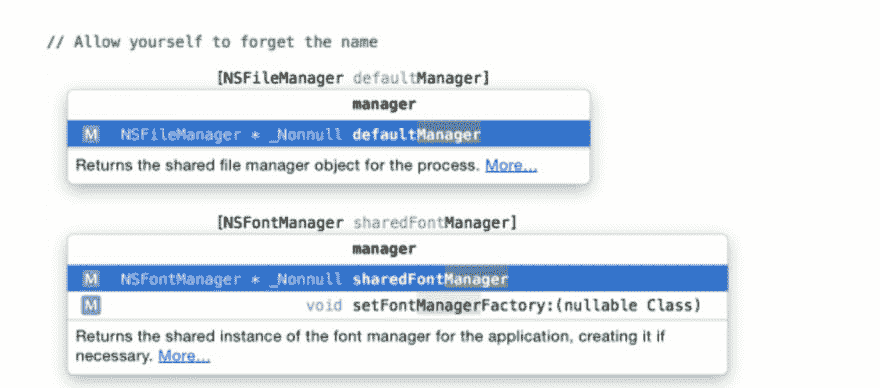 // Allow yourself to forget the name
[NSFileManager defaultManager]
manager
M NSFileManager * _Nonnull defaultManager
Returns the shared file manager object for the process. More...
[NSFontManager sharedFontManager]
manager
M NSFontManager * _Nonnull sharedFontManager
M void setFontManagerFactory:(nullable Class)
Returns the shared instance of the font manager for the application, creating it if
necessary. More...